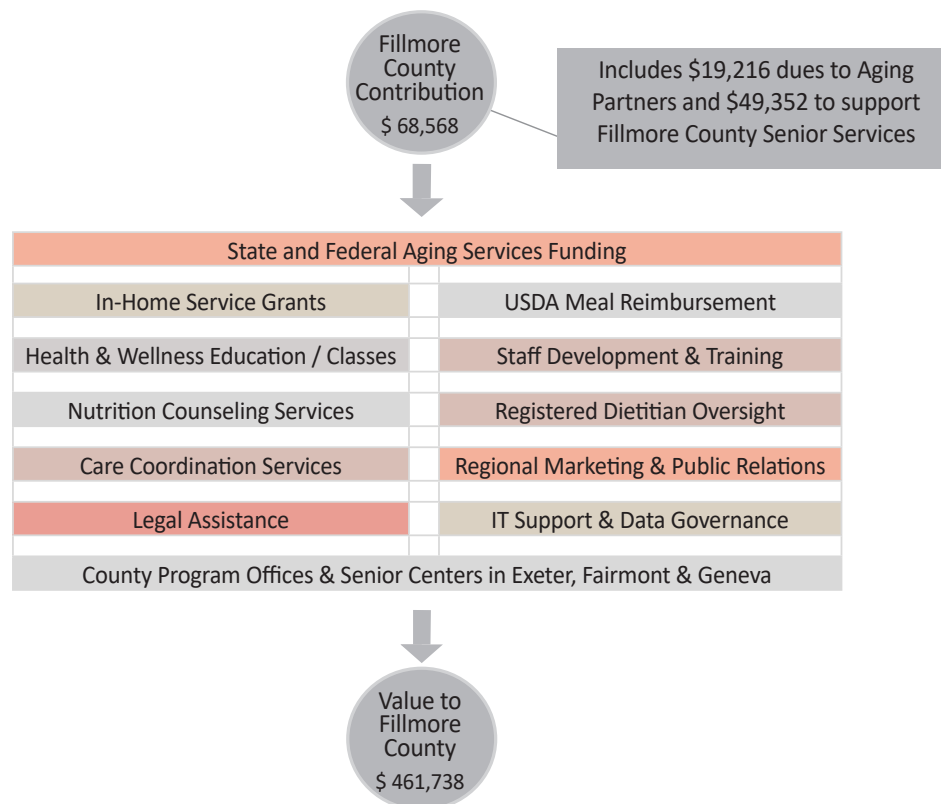 Fillmore
County
Contribution
$ 68,568
Includes $19,216 dues to Aging
Partners and $49,352 to support
Fillmore County Senior Services
State and Federal Aging Services Funding
In-Home Service Grants
USDA Meal Reimbursement
Health & Wellness Education / Classes
Staff Development & Training
Nutrition Counseling Services
Registered Dietitian Oversight
Care Coordination Services
Regional Marketing & Public Relations
Legal Assistance
IT Support & Data Governance
County Program Offices & Senior Centers in Exeter, Fairmont & Geneva
Value to
Fillmore
County
$ 461,738